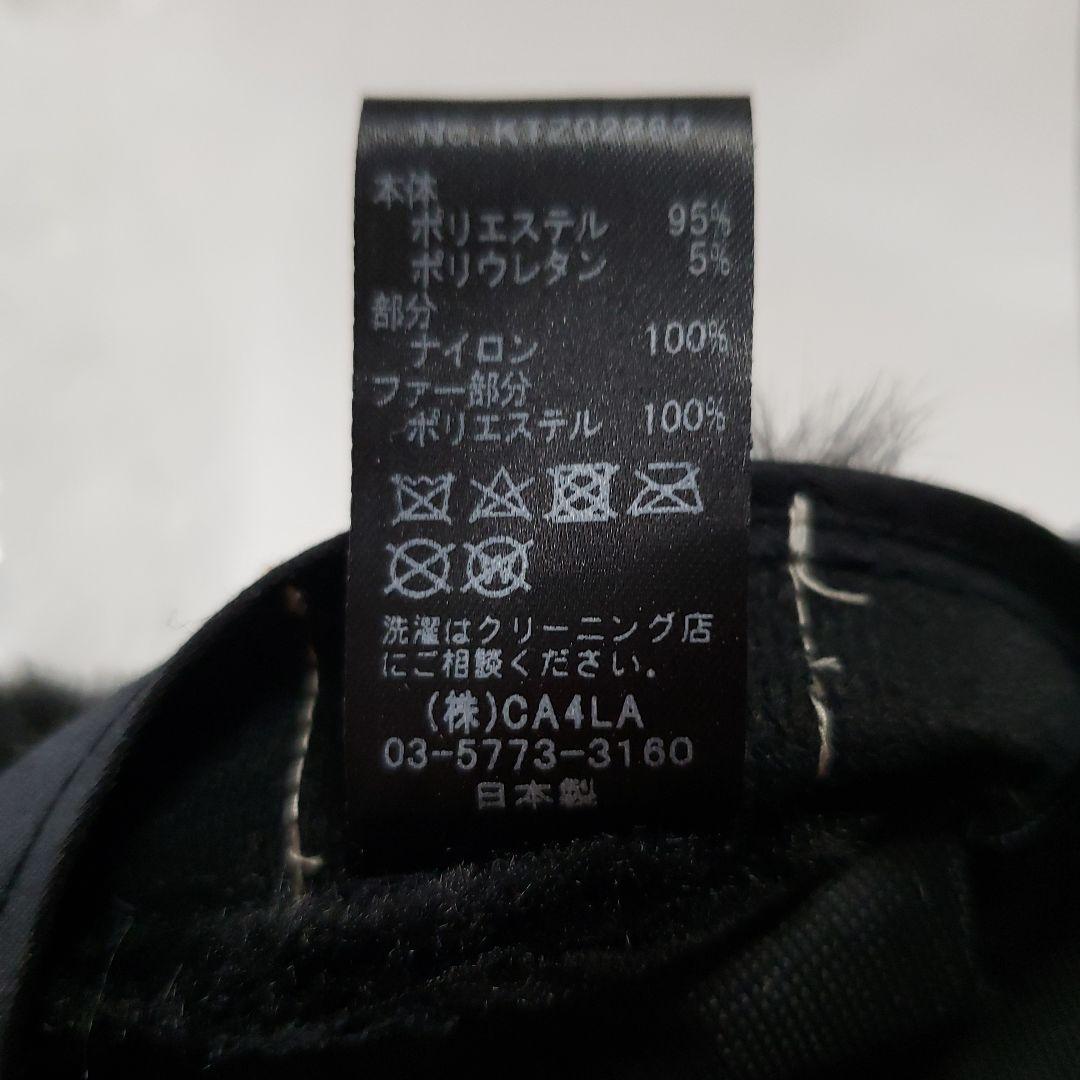 No. KTZ02263
本体
ポリエステル 95%
ポリウレタン 5%
部分
ナイロン 100%
ファー部分
ポリエステル 100%
洗濯はクリーニング店
にご相談ください。
(株)CA4LA
03-5773-3160
日本製